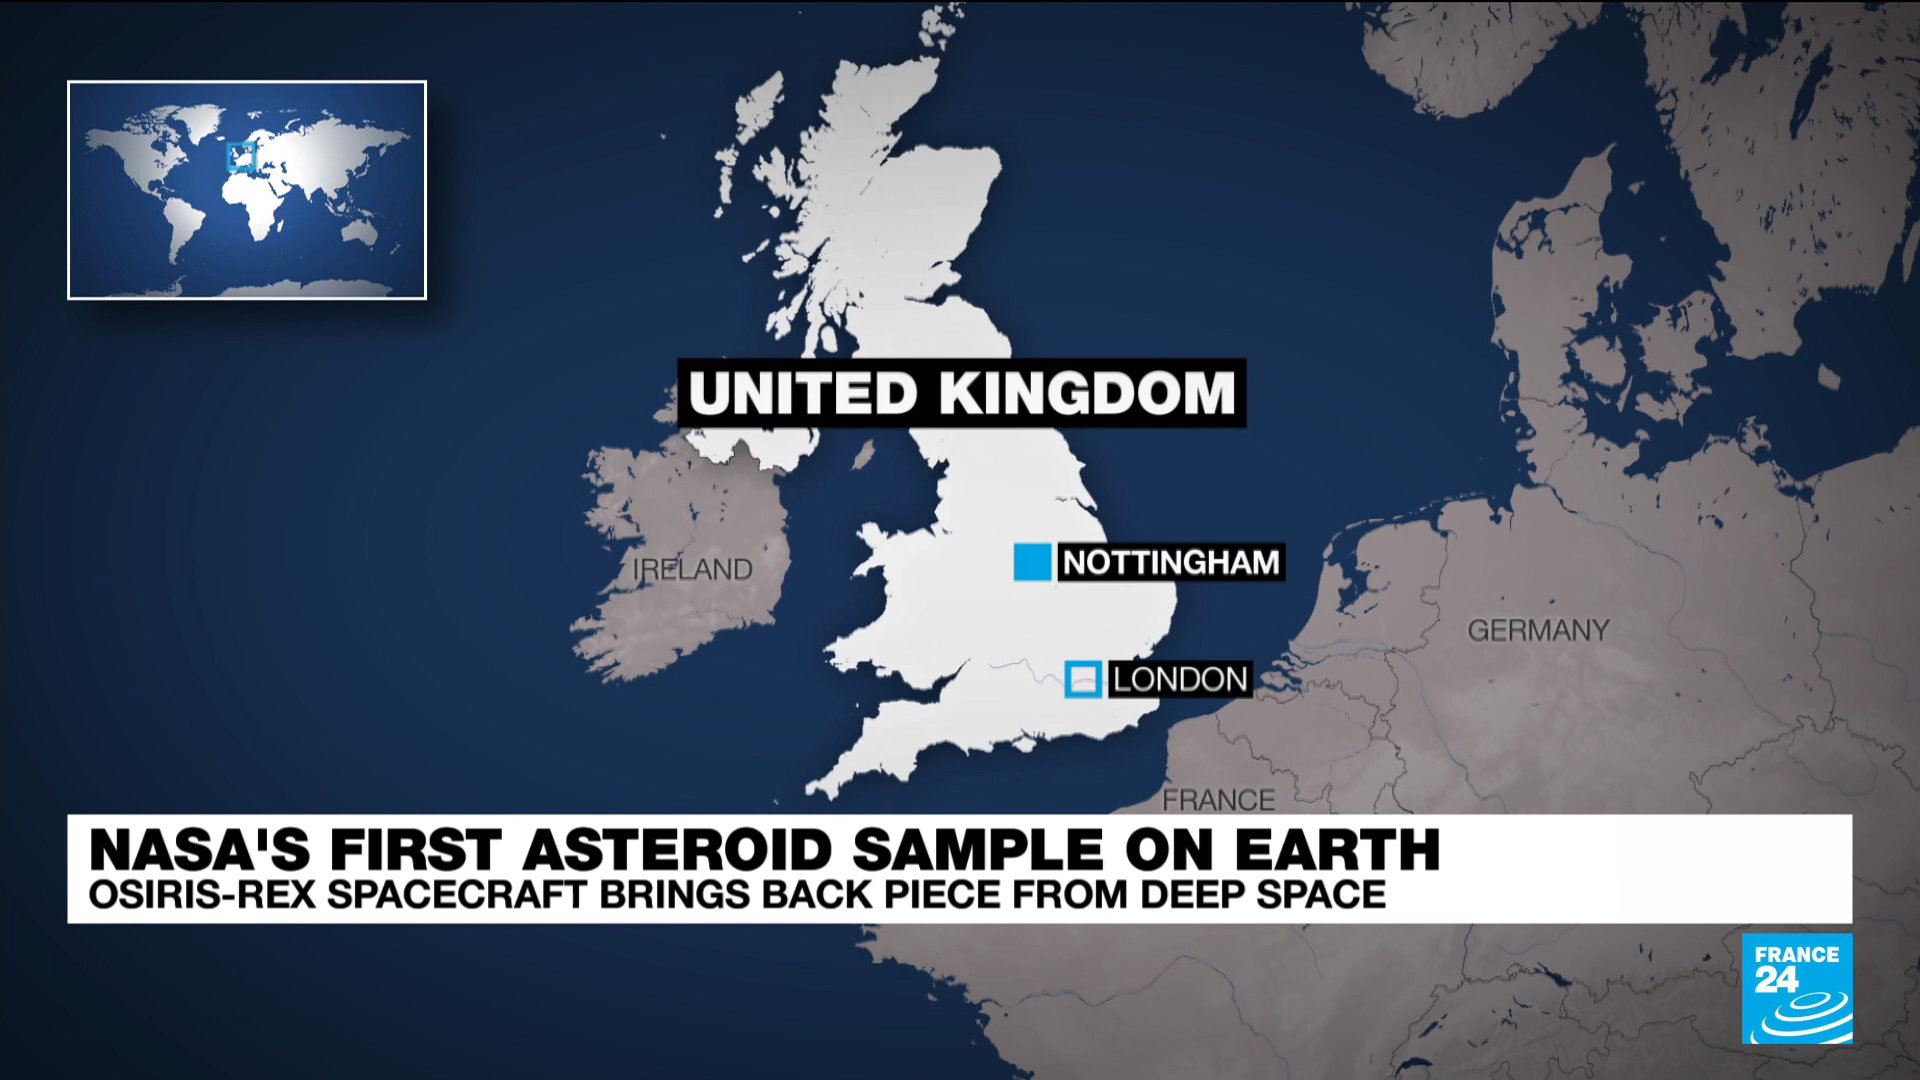 UNITED KINGDOM
NOTTINGHAM
IRELAND
GERMANY
LONDON
FRANCE
NASA'S FIRST ASTEROID SAMPLE ON EARTH
OSIRIS-REX SPACECRAFT BRINGS BACK PIECE FROM DEEP SPACE
FRANCE
24